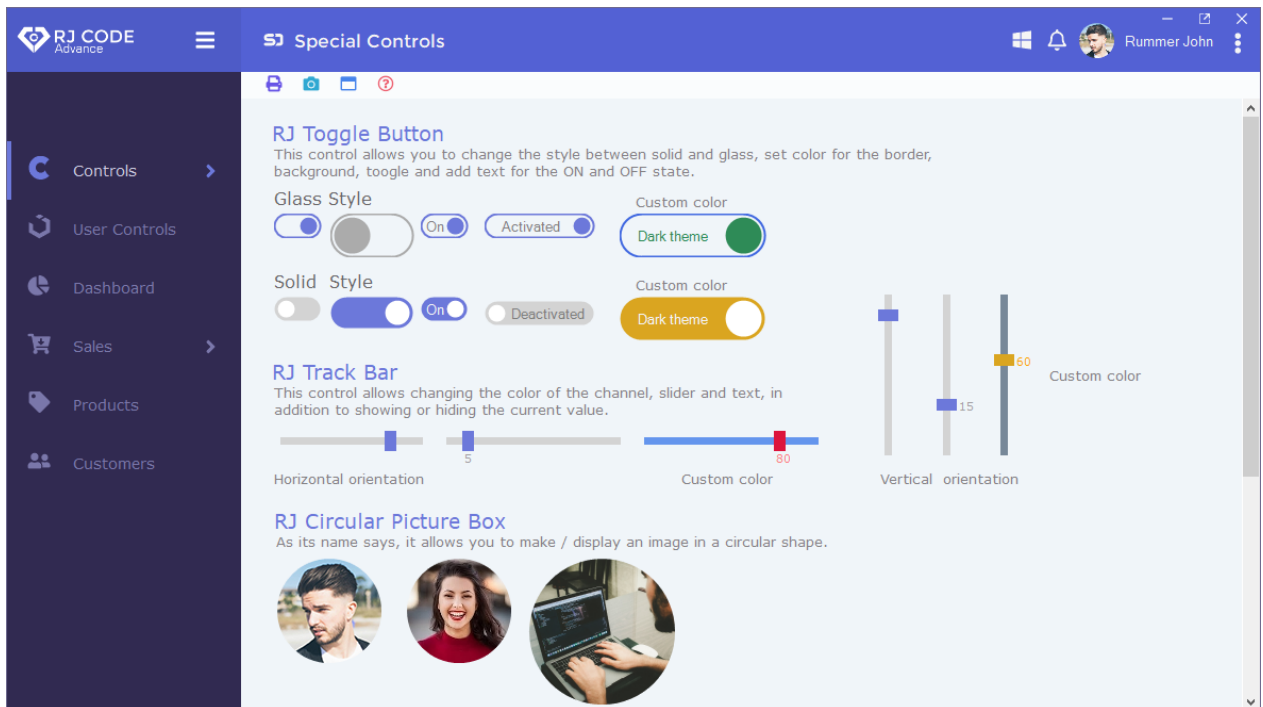 RJ CODE
Advance
Special Controls
Rummer John
Controls
User Controls
Dashboard
Sales
Products
Customers
RJ Toggle Button
This control allows you to change the style between solid and glass, set color for the border,
background, toogle and add text for the ON and OFF state.
Glass Style
Custom color
On
Activated
Dark theme
Solid Style
Custom color
On
Deactivated
Dark theme
RJ Track Bar
This control allows changing the color of the channel, slider and text, in
addition to showing or hiding the current value.
5
80
Horizontal orientation
Custom color
60
15
Custom color
Vertical orientation
RJ Circular Picture Box
As its name says, it allows you to make / display an image in a circular shape.